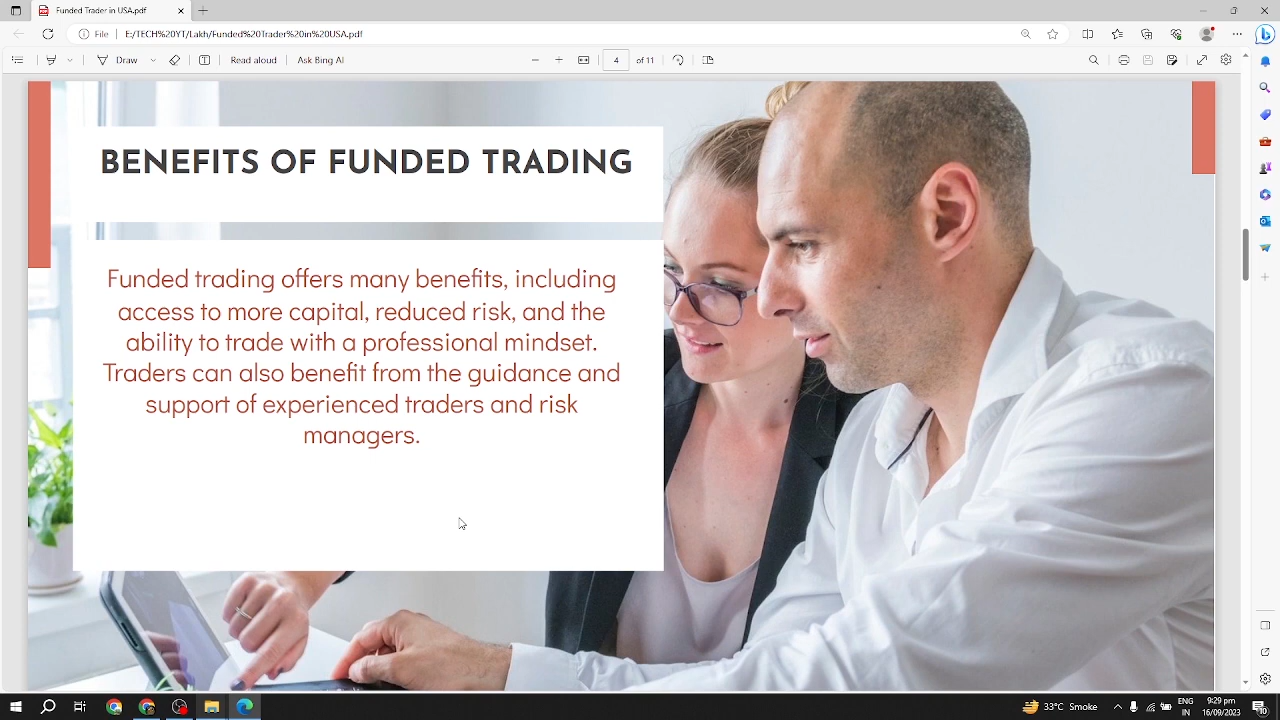 Funded Trader in USA.pdf
File
E:/TECH%20YT/Lakh/Funded%20Trader%20in%20USA.pdf
Draw
Read aloud
Ask Bing AI
4
of 11
BENEFITS OF FUNDED TRADING
Funded trading offers many benefits, including
access to more capital, reduced risk, and the
ability to trade with a professional mindset.
Traders can also benefit from the guidance and
support of experienced traders and risk
managers.
33°C Smoke
ENG
IN
9:29 pm
16/09/2023